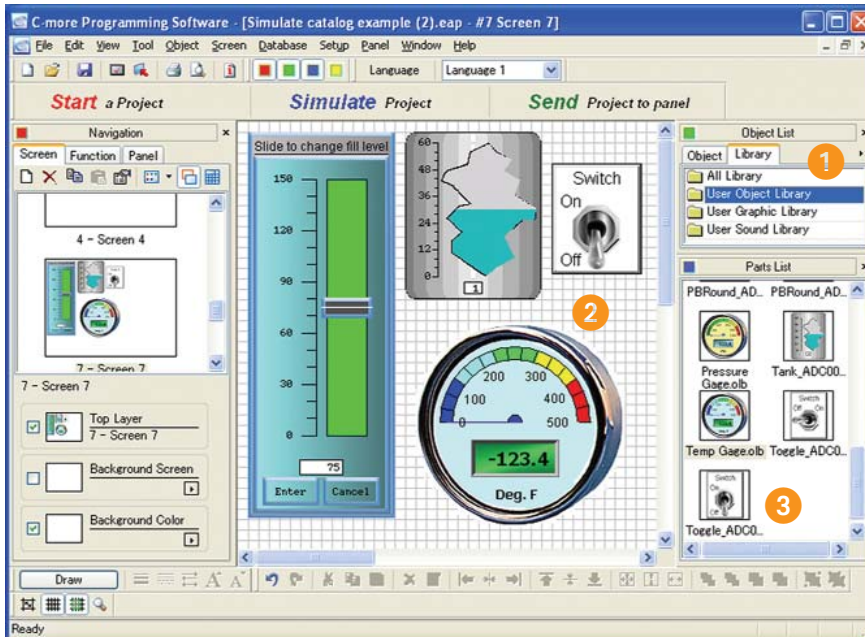 C-more Programming Software - [Simulate catalog example (2).eap - #7 Screen 7]
File Edit View Tool Object Screen Database Setup Panel Window Help
Language Language 1
Start a Project
Simulate Project
Send Project to panel
Navigation
Screen Function Panel
4 - Screen 4
7 - Screen 7
7 - Screen 7
Top Layer
7 - Screen 7
Background Screen
Background Color
Slide to change fill level
150
120
90
60
30
0
75
Enter Cancel
60
48
36
24
12
0
1
Switch
On
Off
2
0
100
200
300
400
500
-123.4
Deg. F
Object List
1
Object Library
All Library
User Object Library
User Graphic Library
User Sound Library
Parts List
PBRound_AD... PBRound_AD...
Pressure Gage.olb
Tank_ADC00...
Temp Gage.olb
Switch
Off On
Toggle_ADC0...
Switch
On
Off
Toggle_ADC0...
3
Draw
Ready